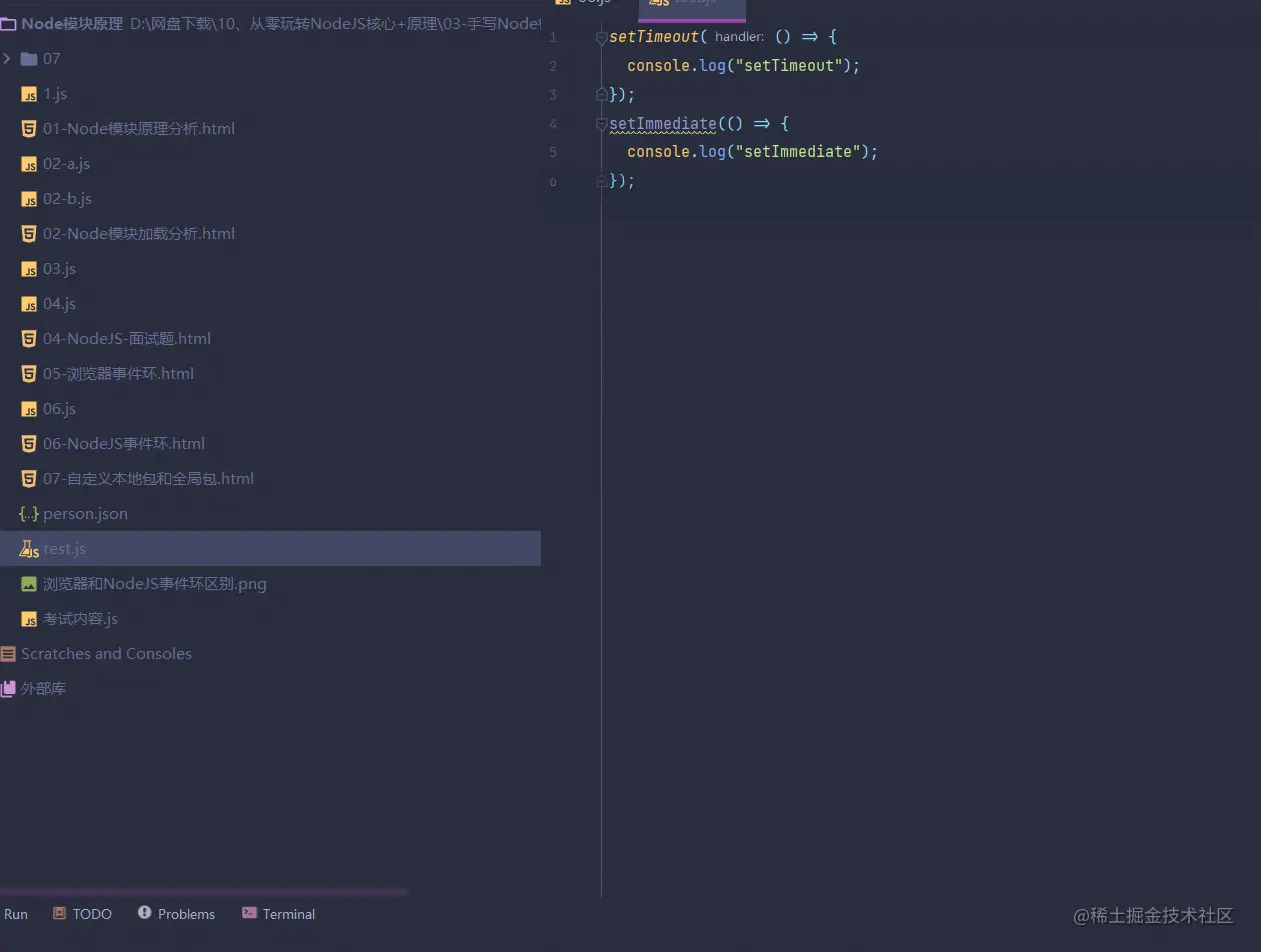 Node模块原理 D:\网盘下载\10、从零玩转NodeJS核心+原理\03-手写Node
07
1.js
01-Node模块原理分析.html
02-a.js
02-b.js
02-Node模块加载分析.html
03.js
04.js
04-NodeJS-面试题.html
05-浏览器事件环.html
06.js
06-NodeJS事件环.html
07-自定义本地包和全局包.html
person.json
test.js
浏览器和NodeJS事件环区别.png
考试内容.js
Scratches and Consoles
外部库
1 setTimeout( handler: () => {
2 console.log("setTimeout");
3 });
4 setImmediate(() => {
5 console.log("setImmediate");
6 });
Run TODO Problems Terminal
@稀土掘金技术社区